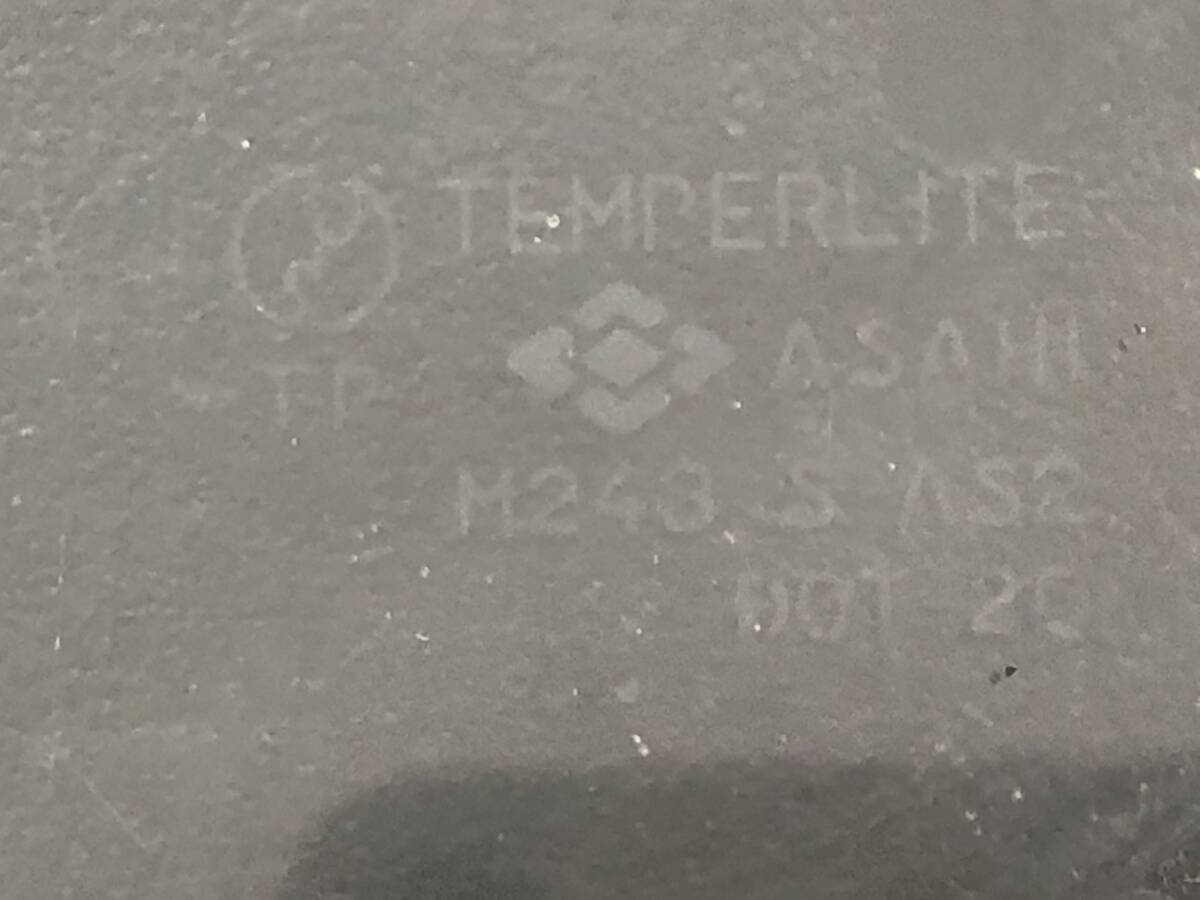 TEMPERLITE
ASAHI
TP
M243 S AS2
DOT 20